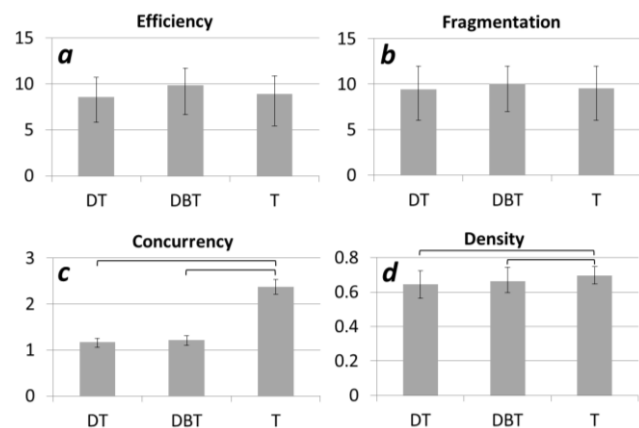 Efficiency
a
15
10
5
0
DT DBT T
Fragmentation
b
15
10
5
0
DT DBT T
Concurrency
c
3
2
1
0
DT DBT T
Density
d
0.8
0.6
0.4
0.2
0
DT DBT T